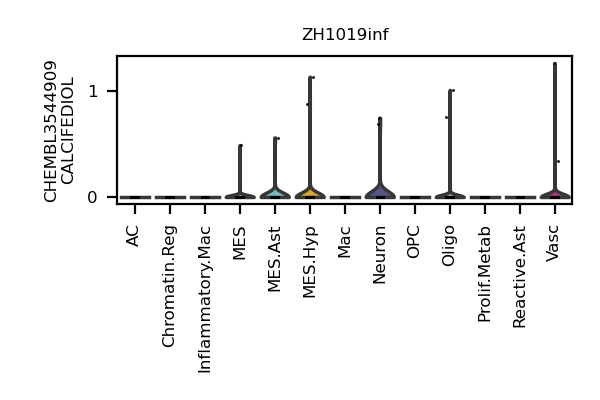 ZH1019inf
CHEMBL3544909
CALCIFEDIOL
1
0
AC
Chromatin.Reg
Inflammatory.Mac
MES
MES.Ast
MES.Hyp
Mac
Neuron
OPC
Oligo
Prolif.Metab
Reactive.Ast
Vasc